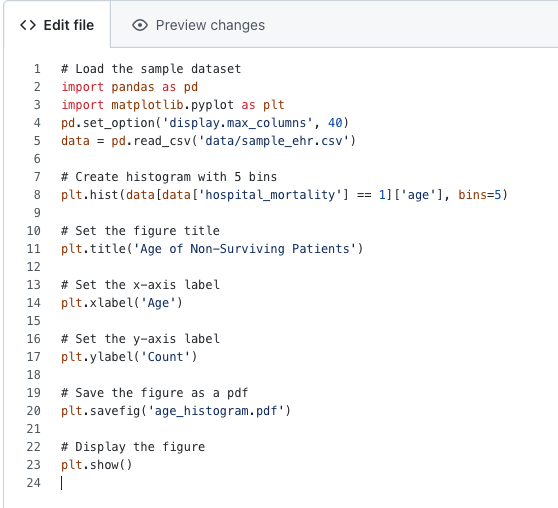 <> Edit file
Preview changes
1 # Load the sample dataset
2 import pandas as pd
3 import matplotlib.pyplot as plt
4 pd.set_option('display.max_columns', 40)
5 data = pd.read_csv('data/sample_ehr.csv')
6
7 # Create histogram with 5 bins
8 plt.hist(data[data['hospital_mortality'] == 1]['age'], bins=5)
9
10 # Set the figure title
11 plt.title('Age of Non-Surviving Patients')
12
13 # Set the x-axis label
14 plt.xlabel('Age')
15
16 # Set the y-axis label
17 plt.ylabel('Count')
18
19 # Save the figure as a pdf
20 plt.savefig('age_histogram.pdf')
21
22 # Display the figure
23 plt.show()
24